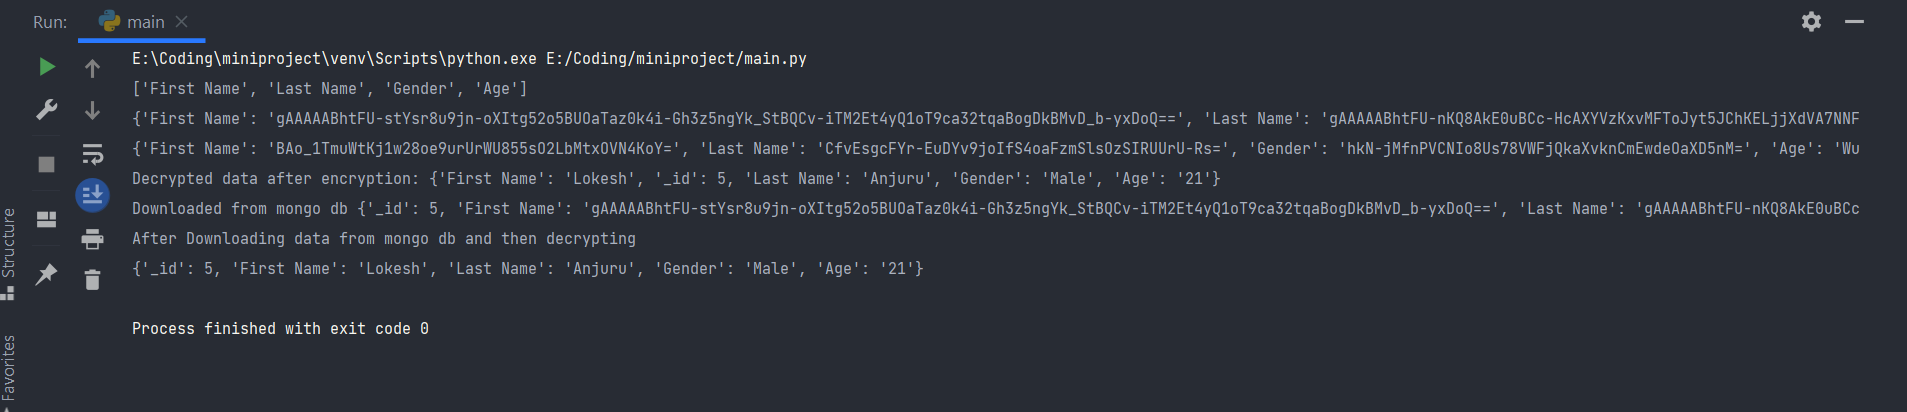 Run: main
E:\Coding\miniproject\venv\Scripts\python.exe E:/Coding/miniproject/main.py
['First Name', 'Last Name', 'Gender', 'Age']
{'First Name': 'gAAAAABhtFU-stYsr8u9jn-oXItg52o5BUOaTaz0k4i-Gh3z5ngYk_StBQCv-iTM2Et4yQ1oT9ca32tqaBogDkBMvD_b-yxDoQ==', 'Last Name': 'gAAAAABhtFU-nKQ8AkE0uBCc-HcAXYVzKxvMFToJyt5JChKELjjXdVA7NNF
{'First Name': 'BAo_1TmuWtKj1w28oe9urUrWU855sO2LbMtxOVN4KoY=', 'Last Name': 'CfvEsgcFYr-EuDYv9joIfS4oaFzmSlsOzSIRUUrU-Rs=', 'Gender': 'hkN-jMfnPVCNIo8Us78VWFjQkaXvknCmEwdeOaXD5nM=', 'Age': 'Wu
Decrypted data after encryption: {'First Name': 'Lokesh', '_id': 5, 'Last Name': 'Anjuru', 'Gender': 'Male', 'Age': '21'}
Downloaded from mongo db {'_id': 5, 'First Name': 'gAAAAABhtFU-stYsr8u9jn-oXItg52o5BUOaTaz0k4i-Gh3z5ngYk_StBQCv-iTM2Et4yQ1oT9ca32tqaBogDkBMvD_b-yxDoQ==', 'Last Name': 'gAAAAABhtFU-nKQ8AkE0uBCc
After Downloading data from mongo db and then decrypting
{'_id': 5, 'First Name': 'Lokesh', 'Last Name': 'Anjuru', 'Gender': 'Male', 'Age': '21'}
Process finished with exit code 0
Structure
Favorites